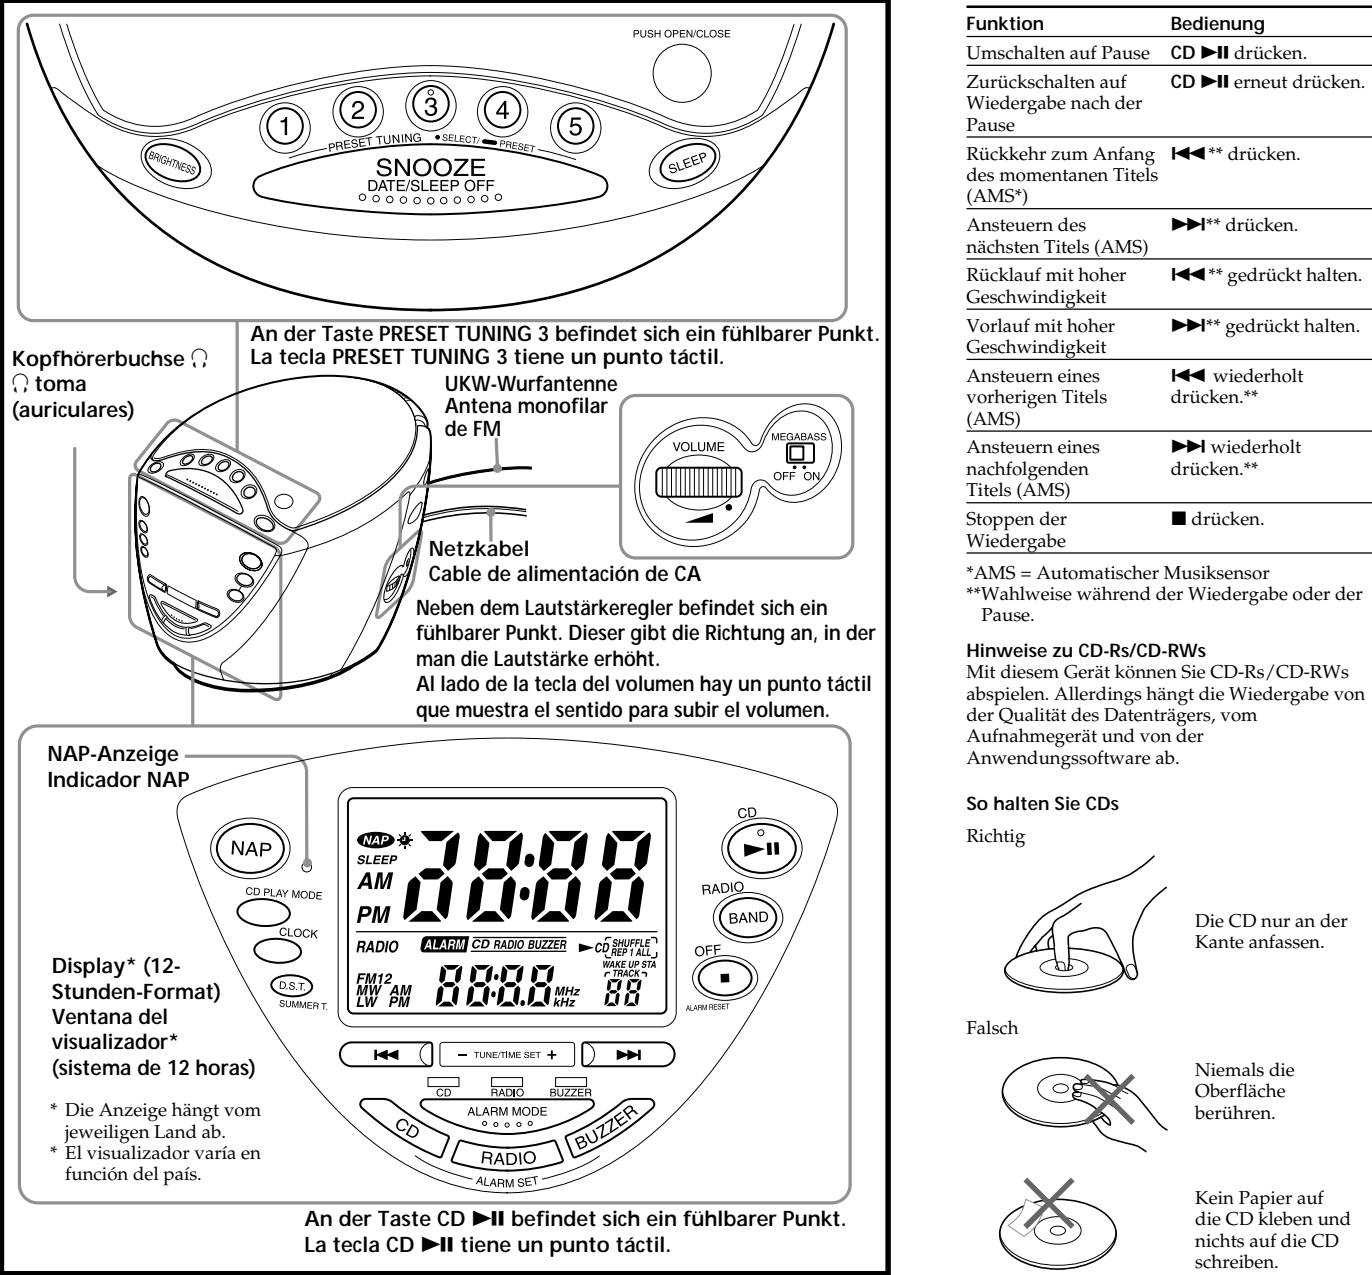 PUSH OPEN/CLOSE
1
2
3
4
5
PRESET TUNING
●SELECT/▬ PRESET
BRIGHTNESS
SLEEP
SNOOZE
DATE/SLEEP OFF
An der Taste PRESET TUNING 3 befindet sich ein fühlbarer Punkt.
La tecla PRESET TUNING 3 tiene un punto táctil.
Kopfhörerbuchse 🎧
🎧 toma
(auriculares)
UKW-Wurfantenne
Antena monofilar
de FM
VOLUME
MEGABASS
OFF ON
Netzkabel
Cable de alimentación de CA
Neben dem Lautstärkeregler befindet sich ein
fühlbarer Punkt. Dieser gibt die Richtung an, in der
man die Lautstärke erhöht.
Al lado de la tecla del volumen hay un punto táctil
que muestra el sentido para subir el volumen.
NAP-Anzeige
Indicador NAP
NAP
CD PLAY MODE
CLOCK
D.S.T.
SUMMER T.
Display* (12-
Stunden-Format)
Ventana del
visualizador*
(sistema de 12 horas)
* Die Anzeige hängt vom
jeweiligen Land ab.
* El visualizador varía en
función del país.
NAP
SLEEP
AM
PM
28:88
RADIO
ALARM CD RADIO BUZZER
►CD SHUFFLE
REP 1 ALL
WAKE UP STA
TRACK
FM12
MW AM
LW PM
88:8.8 MHz
kHz
88
CD
►II
RADIO
BAND
OFF
■
ALARM RESET
I◄◄
– TUNE/TIME SET +
►►I
CD RADIO BUZZER
ALARM MODE
CD
RADIO
BUZZER
ALARM SET
An der Taste CD ►II befindet sich ein fühlbarer Punkt.
La tecla CD ►II tiene un punto táctil.
Funktion Bedienung
Umschalten auf Pause CD ►II drücken.
Zurückschalten auf CD ►II erneut drücken.
Wiedergabe nach der
Pause
Rückkehr zum Anfang I◄◄** drücken.
des momentanen Titels
(AMS*)
Ansteuern des ►►I** drücken.
nächsten Titels (AMS)
Rücklauf mit hoher I◄◄** gedrückt halten.
Geschwindigkeit
Vorlauf mit hoher ►►I** gedrückt halten.
Geschwindigkeit
Ansteuern eines I◄◄ wiederholt
vorherigen Titels drücken.**
(AMS)
Ansteuern eines ►►I wiederholt
nachfolgenden drücken.**
Titels (AMS)
Stoppen der ■ drücken.
Wiedergabe
*AMS = Automatischer Musiksensor
**Wahlweise während der Wiedergabe oder der
Pause.
Hinweise zu CD-Rs/CD-RWs
Mit diesem Gerät können Sie CD-Rs/CD-RWs
abspielen. Allerdings hängt die Wiedergabe von
der Qualität des Datenträgers, vom
Aufnahmegerät und von der
Anwendungssoftware ab.
So halten Sie CDs
Richtig
Die CD nur an der
Kante anfassen.
Falsch
Niemals die
Oberfläche
berühren.
Kein Papier auf
die CD kleben und
nichts auf die CD
schreiben.